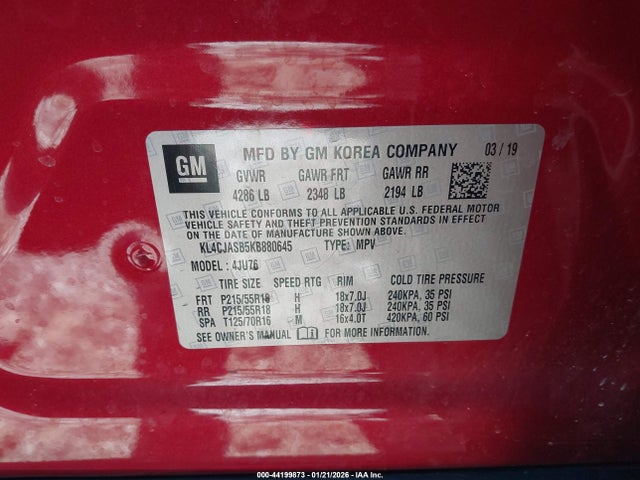 GM MFD BY GM KOREA COMPANY 03 / 19
GVWR GAWR FRT GAWR RR
4286 LB 2348 LB 2194 LB
THIS VEHICLE CONFORMS TO ALL APPLICABLE U.S. FEDERAL MOTOR
VEHICLE SAFETY AND THEFT PREVENTION STANDARDS IN
EFFECT ON THE DATE OF MANUFACTURE SHOWN ABOVE.
KL4CJASB5KB880645 TYPE: MPV
MODEL: 4JU76
TIRE SIZE SPEED RTG RIM COLD TIRE PRESSURE
FRT P215/55R18 H 18x7.0J 240KPA, 35 PSI
RR P215/55R18 H 18x7.0J 240KPA, 35 PSI
SPA T125/70R16 M 16x4.0T 420KPA, 60 PSI
SEE OWNER'S MANUAL FOR MORE INFORMATION.
000-44199873 - 01/21/2026 - IAA Inc.